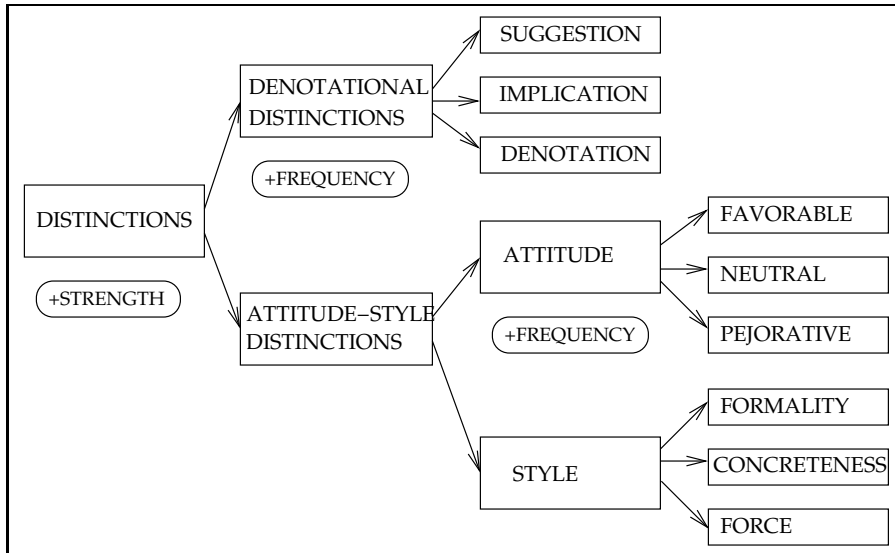 SUGGESTION
DENOTATIONAL
DISTINCTIONS
IMPLICATION
DENOTATION
+FREQUENCY
DISTINCTIONS
+STRENGTH
ATTITUDE–STYLE
DISTINCTIONS
ATTITUDE
+FREQUENCY
FAVORABLE
NEUTRAL
PEJORATIVE
STYLE
FORMALITY
CONCRETENESS
FORCE